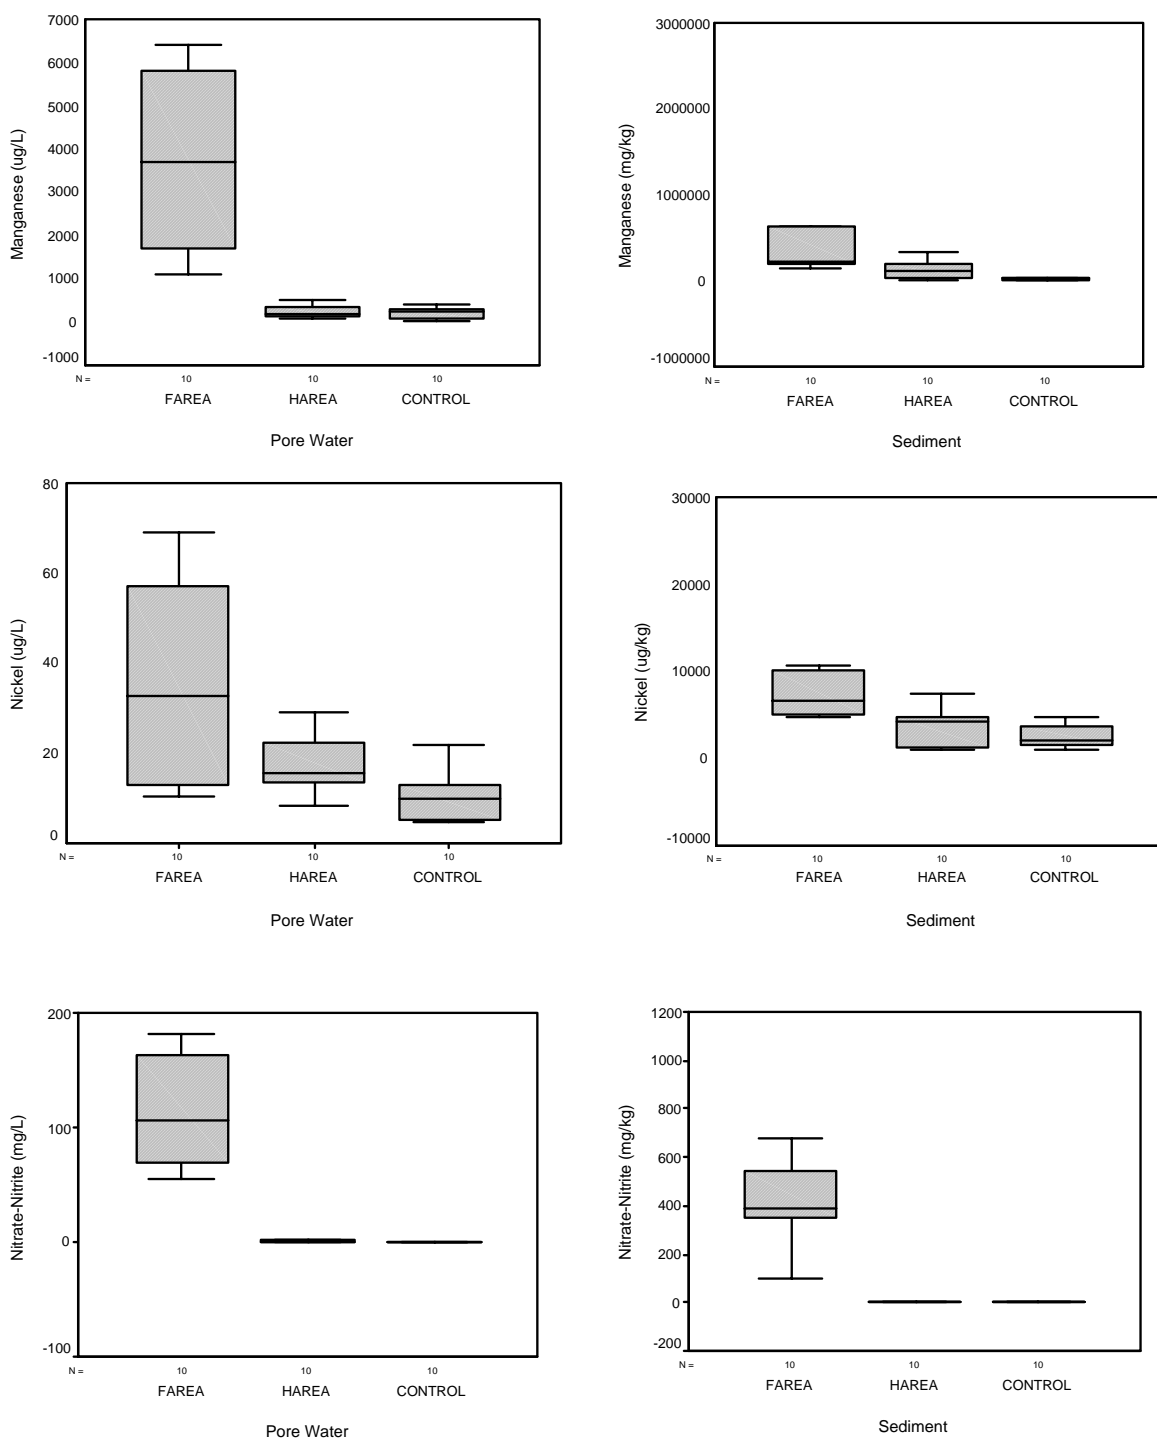 Manganese (ug/L)
7000
6000
5000
4000
3000
2000
1000
0
-1000
N =
10
10
10
FAREA
HAREA
CONTROL
Pore Water
Manganese (mg/kg)
3000000
2000000
1000000
0
-1000000
N =
10
10
10
FAREA
HAREA
CONTROL
Sediment
Nickel (ug/L)
80
60
40
20
0
N =
10
10
10
FAREA
HAREA
CONTROL
Pore Water
Nickel (ug/kg)
30000
20000
10000
0
-10000
N =
10
10
10
FAREA
HAREA
CONTROL
Sediment
Nitrate-Nitrite (mg/L)
200
100
0
-100
N =
10
10
10
FAREA
HAREA
CONTROL
Pore Water
Nitrate-Nitrite (mg/kg)
1200
1000
800
600
400
200
0
-200
N =
10
10
10
FAREA
HAREA
CONTROL
Sediment